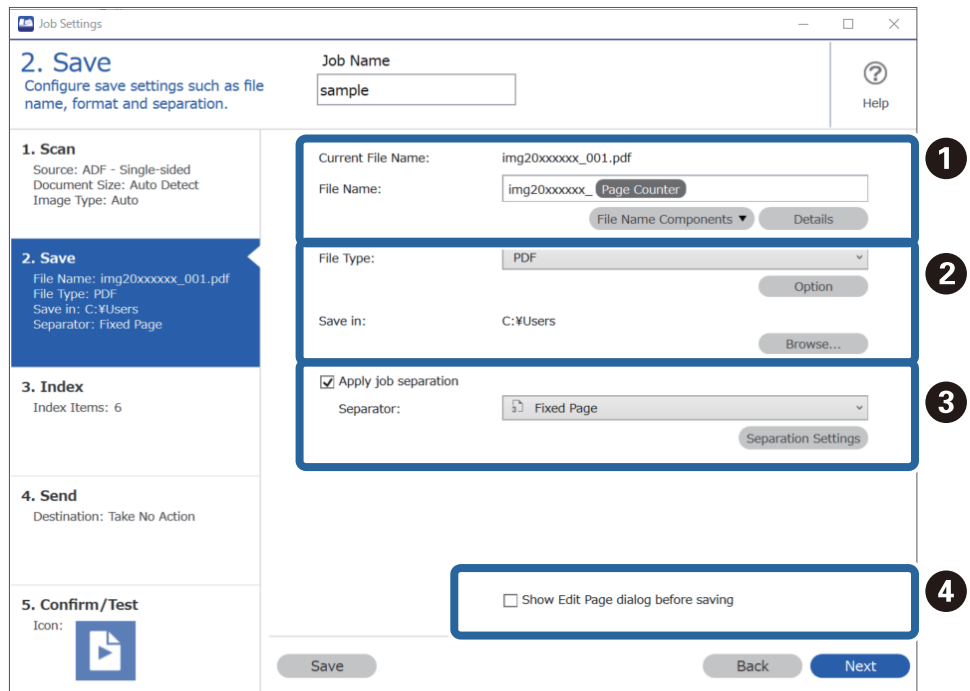 Job Settings
2. Save
Configure save settings such as file
name, format and separation.
Job Name
sample
?
Help
1. Scan
Source: ADF - Single-sided
Document Size: Auto Detect
Image Type: Auto
2. Save
File Name: img20xxxxxx_001.pdf
File Type: PDF
Save in: C:¥Users
Separator: Fixed Page
3. Index
Index Items: 6
4. Send
Destination: Take No Action
5. Confirm/Test
Icon:
Current File Name: img20xxxxxx_001.pdf
File Name: img20xxxxxx_ Page Counter
File Name Components ▼ Details
1
File Type: PDF
Option
Save in: C:¥Users
Browse...
2
Apply job separation
Separator: Fixed Page
Separation Settings
3
Show Edit Page dialog before saving
4
Save Back Next